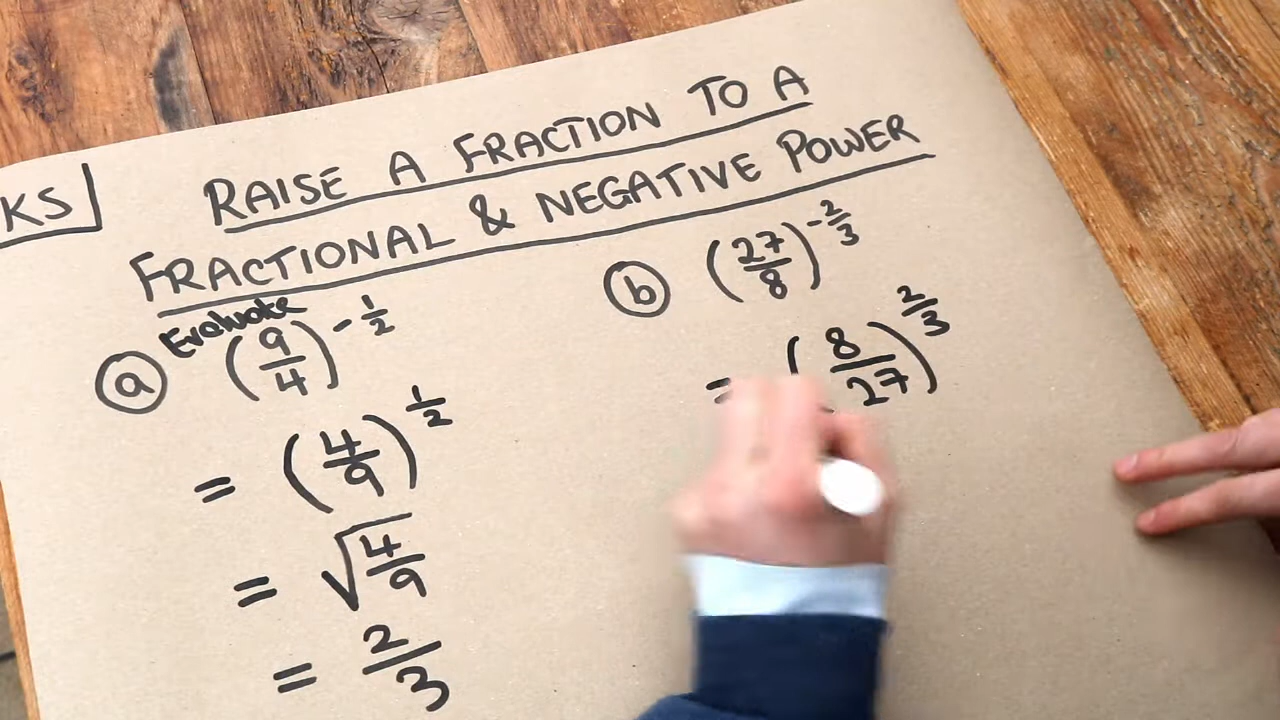 KS
RAISE A FRACTION TO A
FRACTIONAL & NEGATIVE POWER
Evaluate
(a) (9/4)^(-1/2)
= (4/9)^(1/2)
= √(4/9)
= 2/3
(b) (27/8)^(-2/3)
= (8/27)^(2/3)